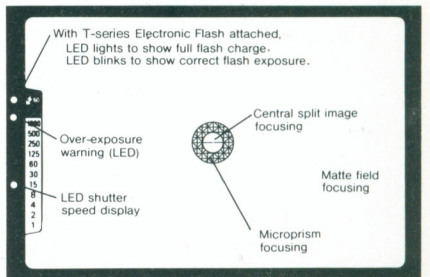 With T-series Electronic Flash attached,
LED lights to show full flash charge.
LED blinks to show correct flash exposure.
60
1000
500
250
125
60
30
15
8
4
2
1
Over-exposure
warning (LED)
LED shutter
speed display
Central split image
focusing
Matte field
focusing
Microprism
focusing